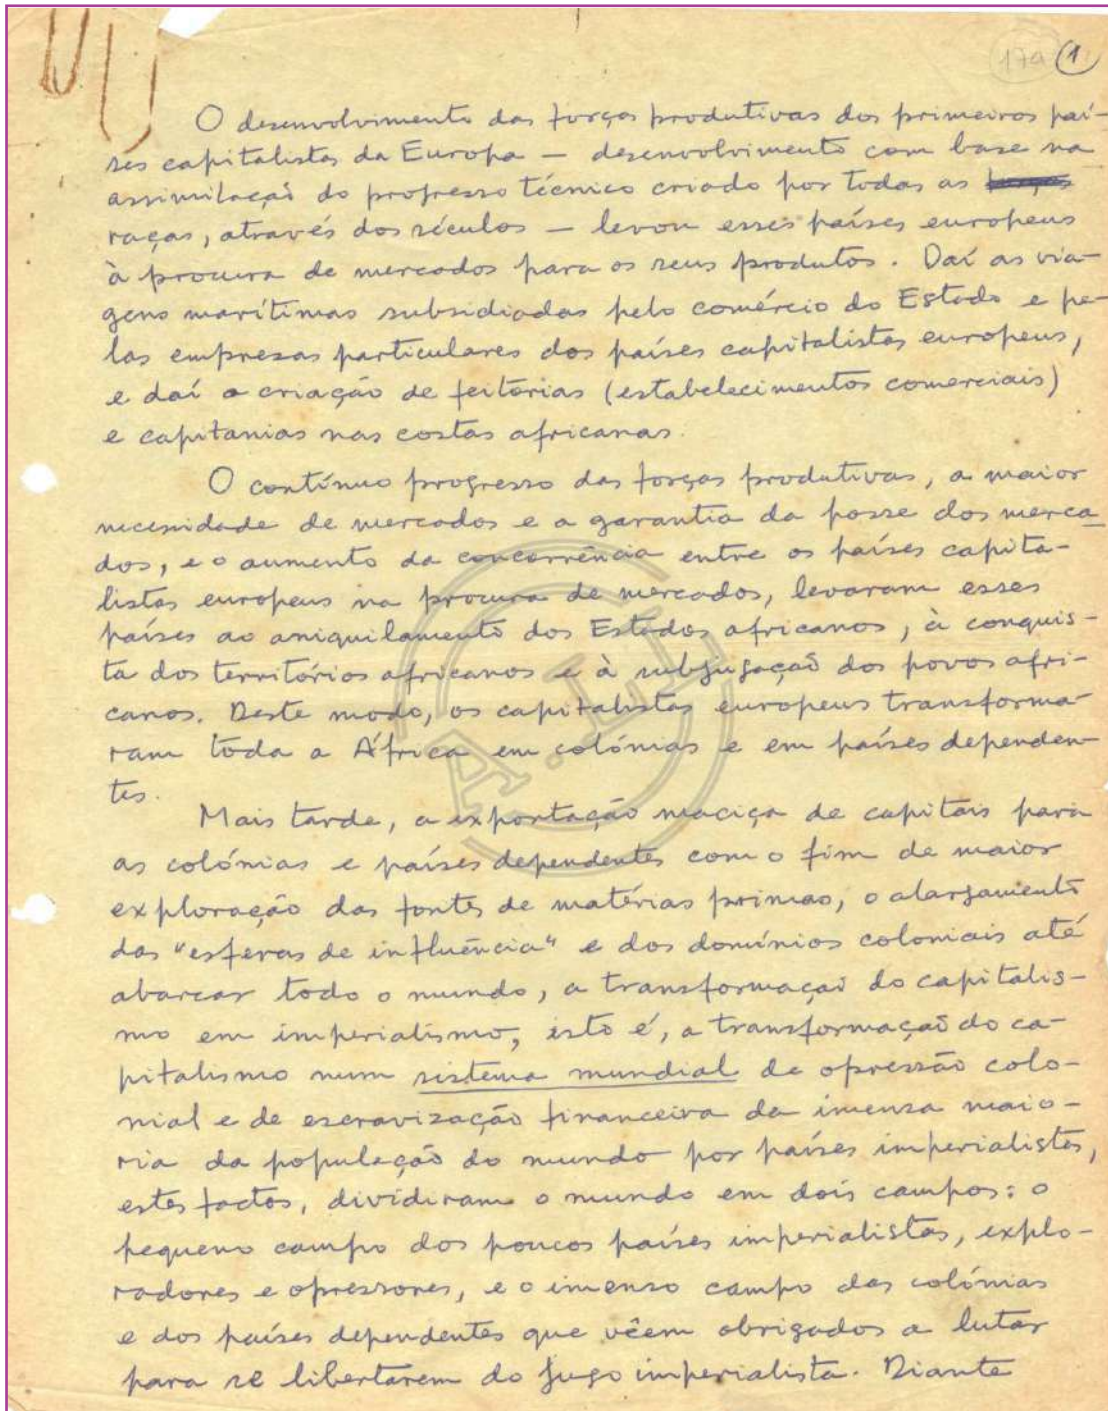 179 1
O desenvolvimento das forças produtivas dos primeiros paí-
ses capitalistas da Europa — desenvolvimento com base na
assimilação do progresso técnico criado por todas as
raças, através dos séculos — levou esses países europeus
à procura de mercados para os seus produtos. Daí as via-
gens marítimas subsidiadas pelo comércio do Estado e pe-
las empresas particulares dos países capitalistas europeus,
e daí a criação de feitorias (estabelecimentos comerciais)
e capitanias nas costas africanas.
O contínuo progresso das forças produtivas, a maior
necessidade de mercados e a garantia da posse dos merca
dos, e o aumento da concorrência entre os países capita-
listas europeus na procura de mercados, levaram esses
países ao aniquilamento dos Estados africanos, à conquis-
ta dos territórios africanos e à subjugação dos povos afri-
canos. Deste modo, os capitalistas europeus transforma-
ram toda a África em colónias e em países dependen-
tes.
Mais tarde, a exportação maciça de capitais para
as colónias e países dependentes com o fim de maior
exploração das fontes de matérias primas, o alargamento
das "esferas de influência" e dos domínios coloniais até
abarcar todo o mundo, a transformação do capitalis-
mo em imperialismo, isto é, a transformação do ca-
pitalismo num sistema mundial de opressão colo-
nial e de escravização financeira da imensa maio-
ria da população do mundo por países imperialistas,
estes factos, dividiram o mundo em dois campos: o
pequeno campo dos poucos países imperialistas, explo-
radores e opressores, e o imenso campo das colónias
e dos países dependentes que vêem obrigados a lutar
para se libertarem do jugo imperialista. Diante